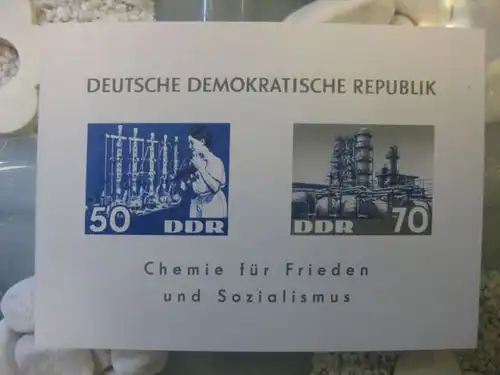 DEUTSCHE DEMOKRATISCHE REPUBLIK
50 DDR
DDR 70
Chemie für Frieden
und Sozialismus